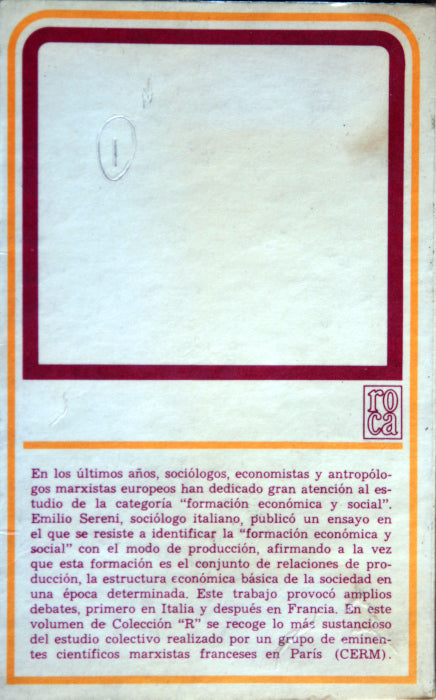 I
ro
ca
En los últimos años, sociólogos, economistas y antropólo-
gos marxistas europeos han dedicado gran atención al es-
tudio de la categoría “formación económica y social”.
Emilio Sereni, sociólogo italiano, publicó un ensayo en
el que se resiste a identificar la “formación económica y
social” con el modo de producción, afirmando a la vez
que esta formación es el conjunto de relaciones de pro-
ducción, la estructura económica básica de la sociedad en
una época determinada. Este trabajo provocó amplios
debates, primero en Italia y después en Francia. En este
volumen de Colección “R” se recoge lo más sustancioso
del estudio colectivo realizado por un grupo de eminen-
tes científicos marxistas franceses en París (CERM).